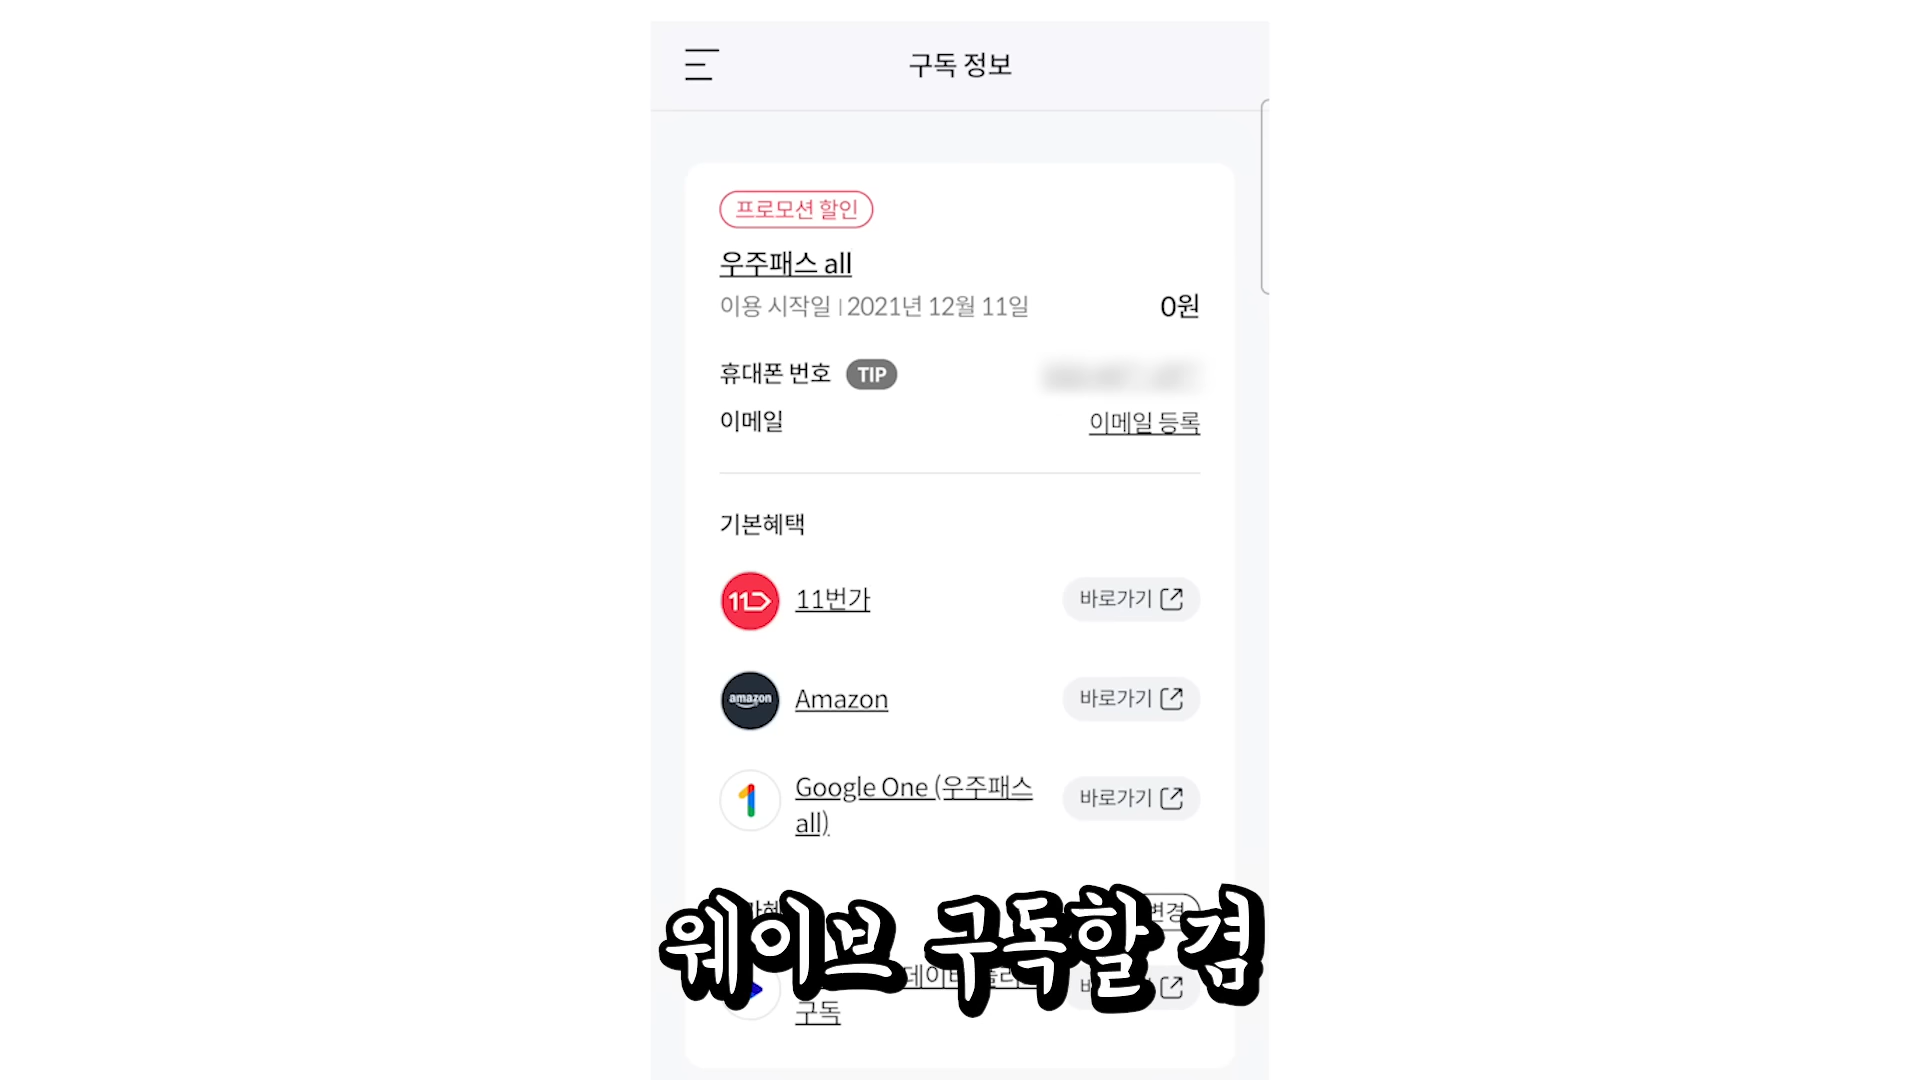 구독 정보
프로모션 할인
우주패스 all
이용 시작일 | 2021년 12월 11일
0원
휴대폰 번호 TIP
이메일
이메일 등록
기본혜택
11번가
바로가기
amazon
Amazon
바로가기
Google One (우주패스
all)
바로가기
변경
웨이브 구독할 겸
구독